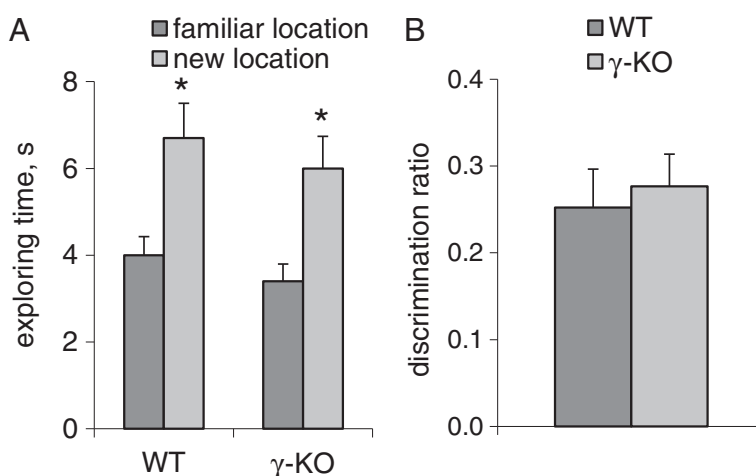 A
familiar location
new location
exploring time, s
8
6
4
2
0
*
*
WT
γ-KO
B
WT
γ-KO
discrimination ratio
0.4
0.3
0.2
0.1
0.0